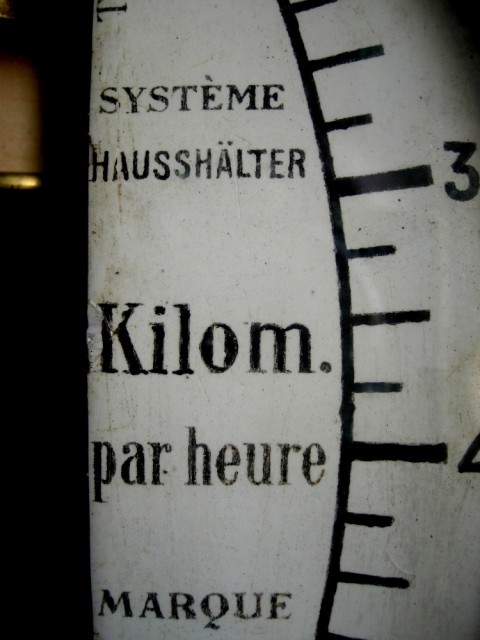 SYSTÈME
HAUSSHÄLTER
3
Kilom.
par heure
4
MARQUE